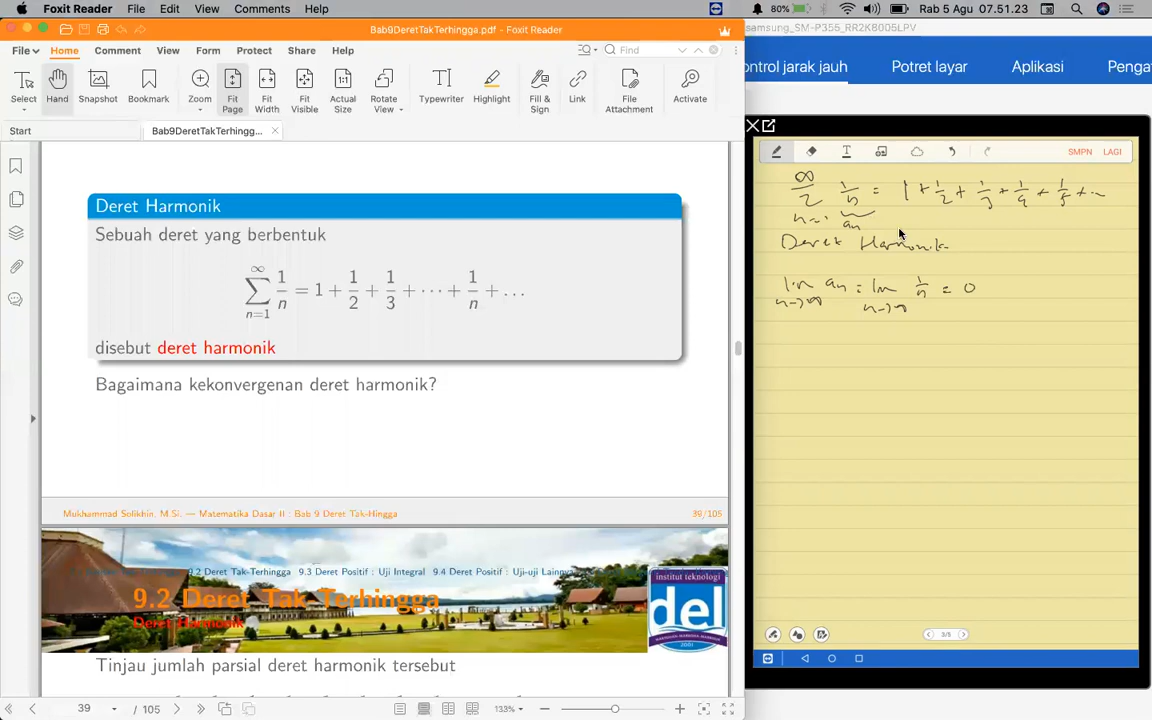 Foxit Reader File Edit View Comments Help 80% Rab 5 Agu 07.51.23
Bab9DeretTakTerhingga.pdf - Foxit Reader
samsung_SM-P355_RR2K8005LPV
File Home Comment View Form Protect Share Help Find
ontrol jarak jauh Potret layar Aplikasi Pengat
Select Hand Snapshot Bookmark Zoom Fit Page Fit Width Fit Visible Actual Size Rotate View Typewriter Highlight Fill & Sign Link File Attachment Activate
Start Bab9DeretTakTerhingg...
SMPN LAGI
Deret Harmonik
Sebuah deret yang berbentuk
∞ ∑ n=1 1/n = 1 + 1/2 + 1/3 + ⋯ + 1/n + …
disebut deret harmonik
Bagaimana kekonvergenan deret harmonik?
Mukhammad Solikhin, M.Si. — Matematika Dasar II : Bab 9 Deret Tak-Hingga 39/105
∞ ∑ 1/n = 1 + 1/2 + 1/3 + 1/4 + 1/5 + ...
an
Deret Harmonik
lim n→∞ an = lim n→∞ 1/n = 0
3/5
9.2 Deret Tak Terhingga 9.3 Deret Positif : Uji Integral 9.4 Deret Positif : Uji-uji Lainny
9.2 Deret Tak Terhingga
Deret Harmonik
institut teknologi
del
Tinjau jumlah parsial deret harmonik tersebut
39 / 105 133%